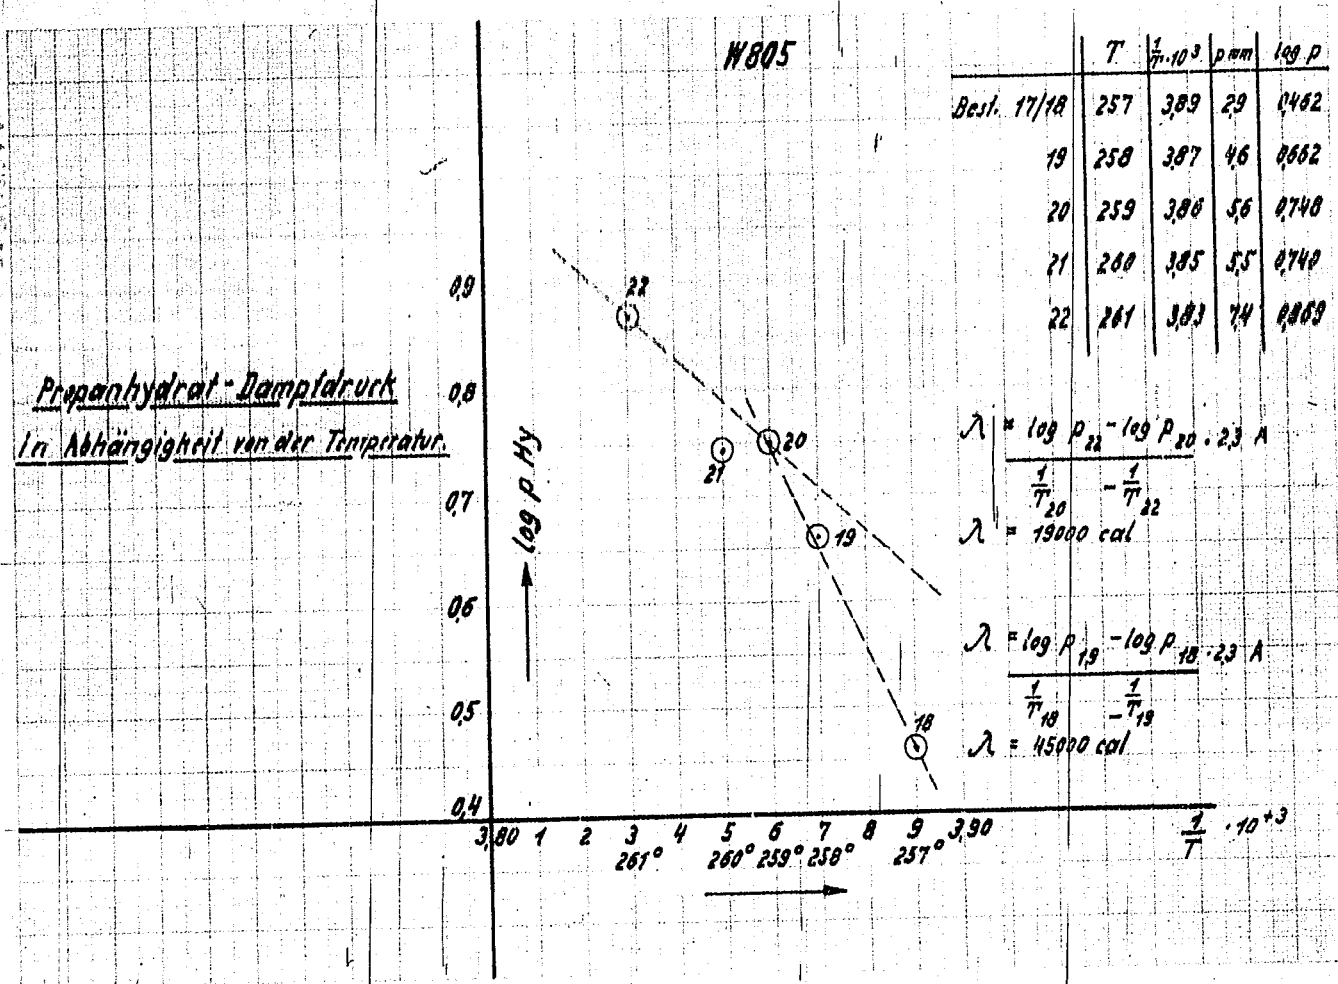 W805
T | 1/T·10³ | p mm | log p
Best. 17/18 | 257 | 3,89 | 2,9 | 0,462
19 | 258 | 3,87 | 4,6 | 0,662
20 | 259 | 3,86 | 5,6 | 0,748
21 | 260 | 3,85 | 5,5 | 0,740
22 | 261 | 3,83 | 7,4 | 0,869
Propanhydrat - Dampfdruck
In Abhängigkeit von der Temperatur.
0,9
0,8
0,7
0,6
0,5
0,4
log p Hy
22
21
20
19
18
λ = log p₂₂ - log p₂₀ · 2,3 A
1/T₂₀ - 1/T₂₂
λ = 19000 cal
λ = log p₁₉ - log p₁₈ · 2,3 A
1/T₁₈ - 1/T₁₉
λ = 45000 cal
3,80 1 2 3 4 5 6 7 8 9 3,90
261° 260° 259° 258° 257°
1/T · 10⁺³